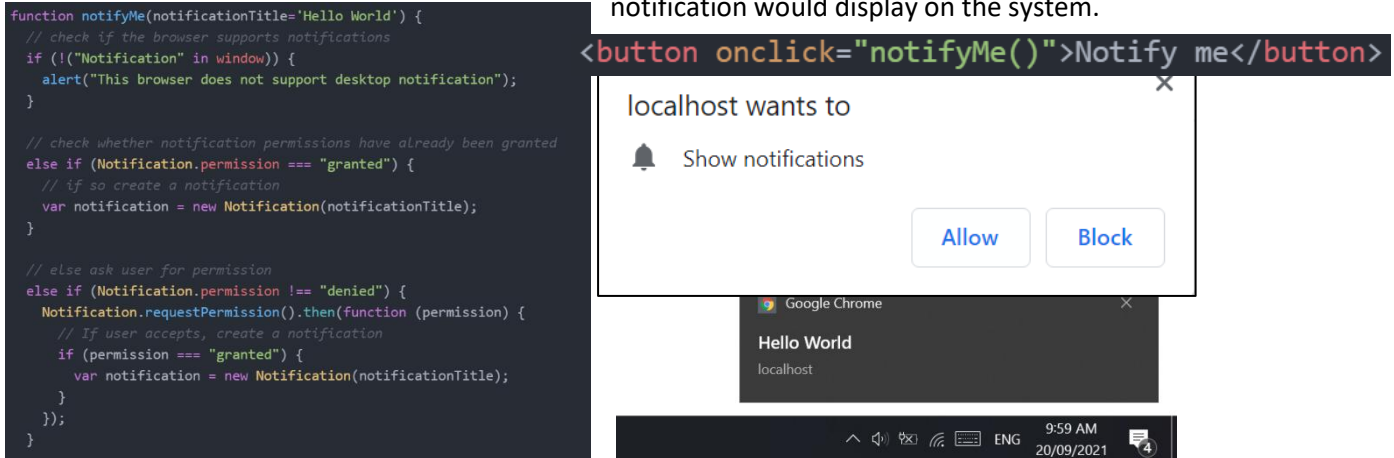 function notifyMe(notificationTitle='Hello World') {
// check if the browser supports notifications
if (!("Notification" in window)) {
alert("This browser does not support desktop notification");
}
// check whether notification permissions have already been granted
else if (Notification.permission === "granted") {
// if so create a notification
var notification = new Notification(notificationTitle);
}
// else ask user for permission
else if (Notification.permission !== "denied") {
Notification.requestPermission().then(function (permission) {
// If user accepts, create a notification
if (permission === "granted") {
var notification = new Notification(notificationTitle);
}
});
}
notification would display on the system.
<button onclick="notifyMe()">Notify me</button>
localhost wants to
Show notifications
Allow Block
Google Chrome
Hello World
localhost
ENG 9:59 AM
20/09/2021 4